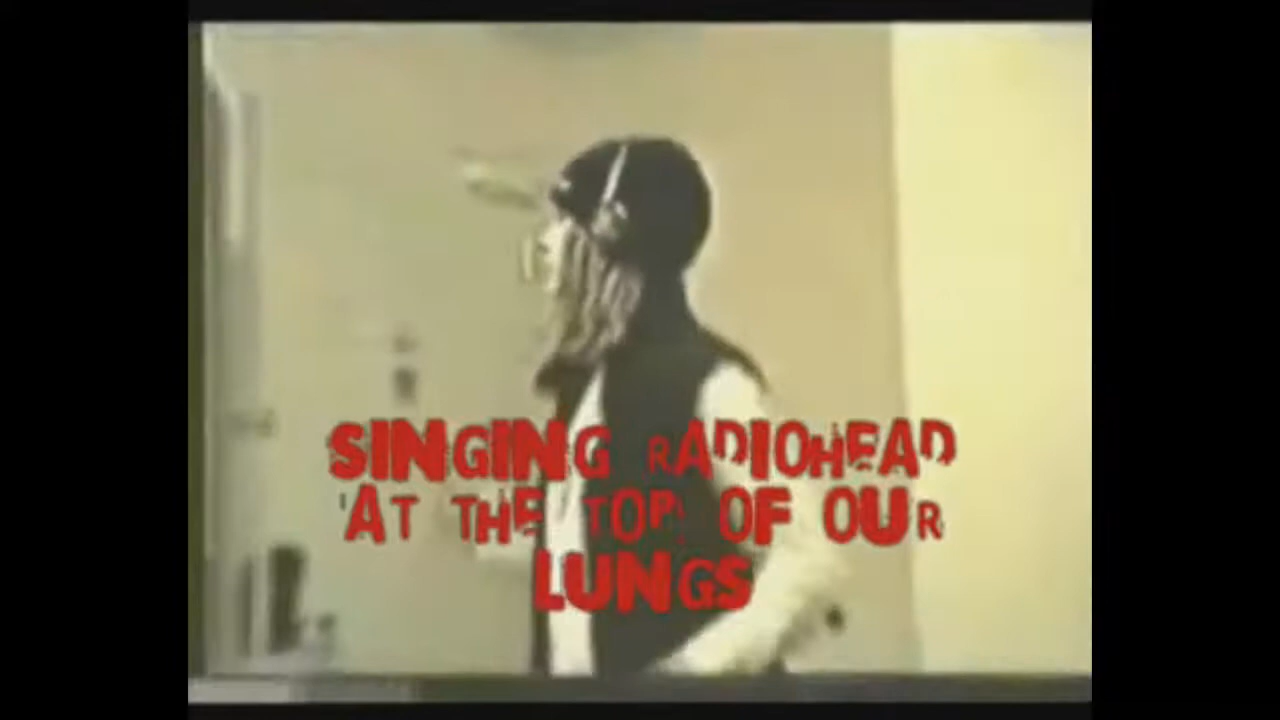 SINGING RADIOHEAD
AT THE TOP OF OUR
LUNGS